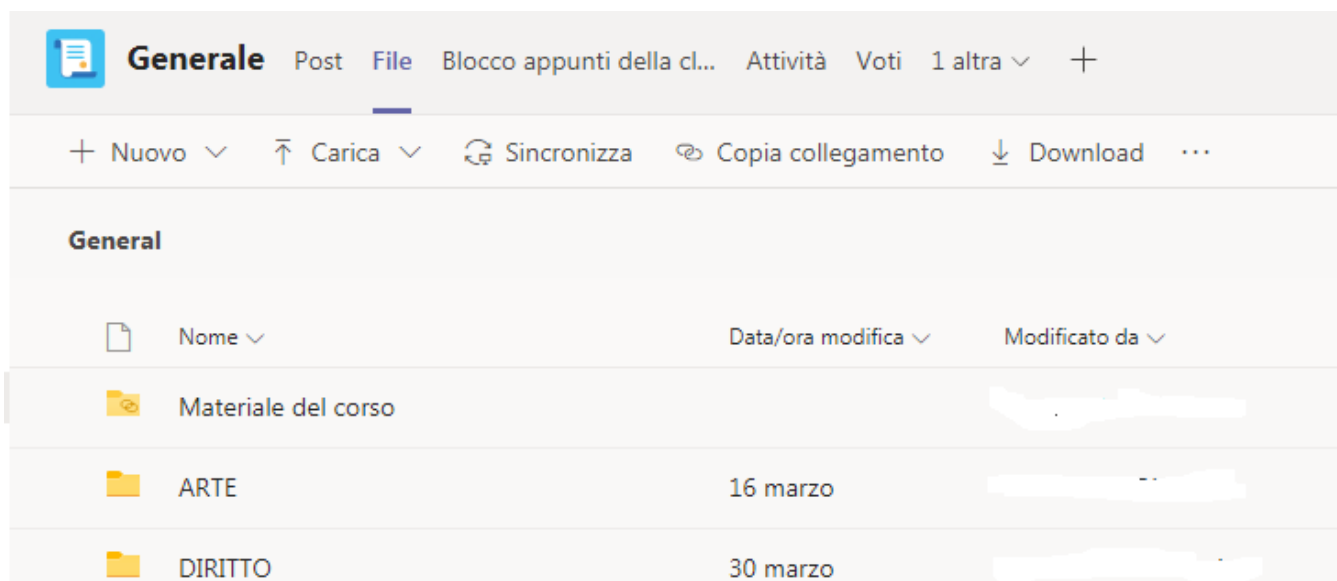 Generale Post File Blocco appunti della cl... Attività Voti 1 altra
Nuovo Carica Sincronizza Copia collegamento Download ...
General
Nome Data/ora modifica Modificato da
Materiale del corso
ARTE 16 marzo
DIRITTO 30 marzo